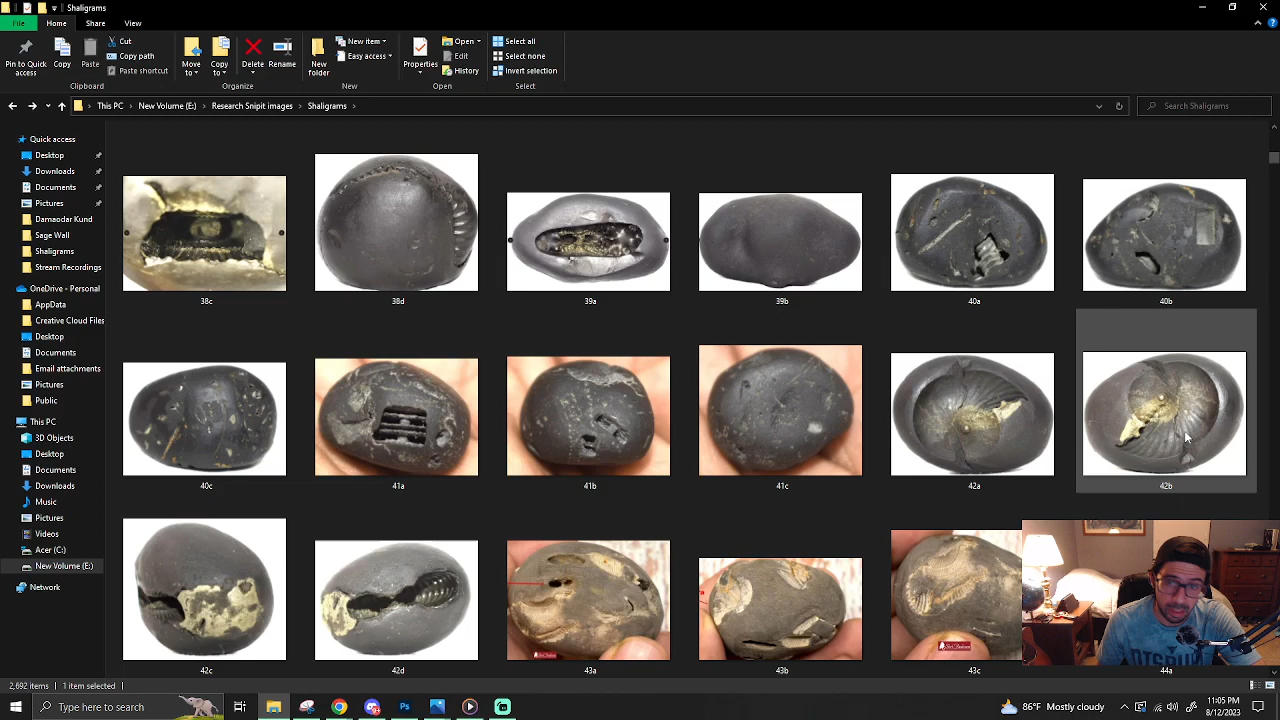 Shaligrams
File
Home
Share
View
Pin to Quick access
Copy
Paste
Cut
Copy path
Paste shortcut
Clipboard
Move to
Copy to
Delete
Rename
Organize
New folder
New item
Easy access
New
Properties
Open
Edit
History
Open
Select all
Select none
Invert selection
Select
This PC
New Volume (E:)
Research Snipit images
Shaligrams
Search Shaligrams
Quick access
Desktop
Downloads
Documents
Pictures
Damaodar Kund
Sage Wall
Shaligrams
Stream Recordings
OneDrive - Personal
AppData
Creative Cloud Files
Desktop
Documents
Email attachments
Pictures
Public
This PC
3D Objects
Desktop
Documents
Downloads
Music
Pictures
Videos
Acer (C:)
New Volume (E:)
Network
38c 38d 39a 39b 40a 40b
40c 41a 41b 41c 42a 42b
42c 42d 43a 43b 43c 44a
2,692 items
1 item selected
Type here to search
86°F Mostly cloudy
11:05 PM
8/12/2023